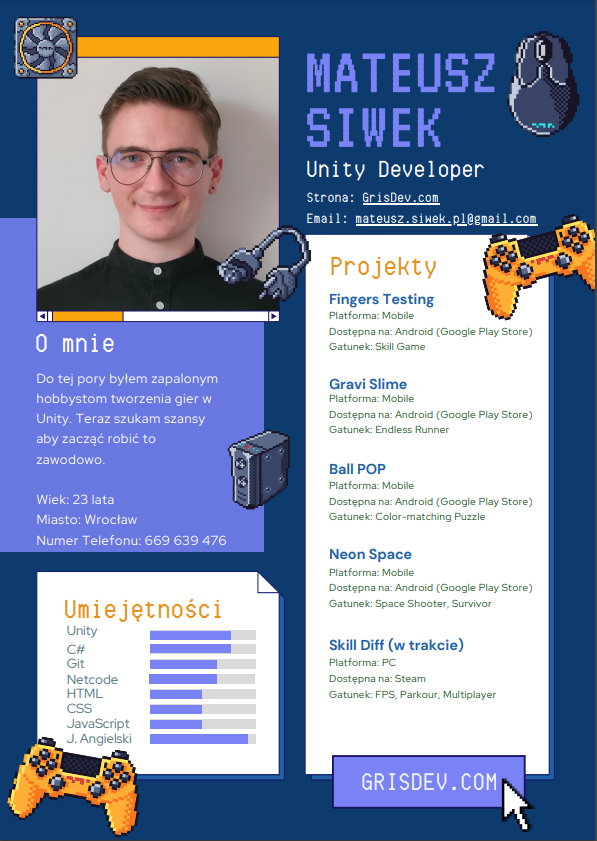 MATEUSZ
SIWEK
Unity Developer
Strona: GrisDev.com
Email: mateusz.siwek.pl@gmail.com
O mnie
Do tej pory byłem zapalonym
hobbystom tworzenia gier w
Unity. Teraz szukam szansy
aby zacząć robić to
zawodowo.
Wiek: 23 lata
Miasto: Wrocław
Numer Telefonu: 669 639 476
Umiejętności
Unity
C#
Git
Netcode
HTML
CSS
JavaScript
J. Angielski
Projekty
Fingers Testing
Platforma: Mobile
Dostępna na: Android (Google Play Store)
Gatunek: Skill Game
Gravi Slime
Platforma: Mobile
Dostępna na: Android (Google Play Store)
Gatunek: Endless Runner
Ball POP
Platforma: Mobile
Dostępna na: Android (Google Play Store)
Gatunek: Color-matching Puzzle
Neon Space
Platforma: Mobile
Dostępna na: Android (Google Play Store)
Gatunek: Space Shooter, Survivor
Skill Diff (w trakcie)
Platforma: PC
Dostępna na: Steam
Gatunek: FPS, Parkour, Multiplayer
GRISDEV.COM